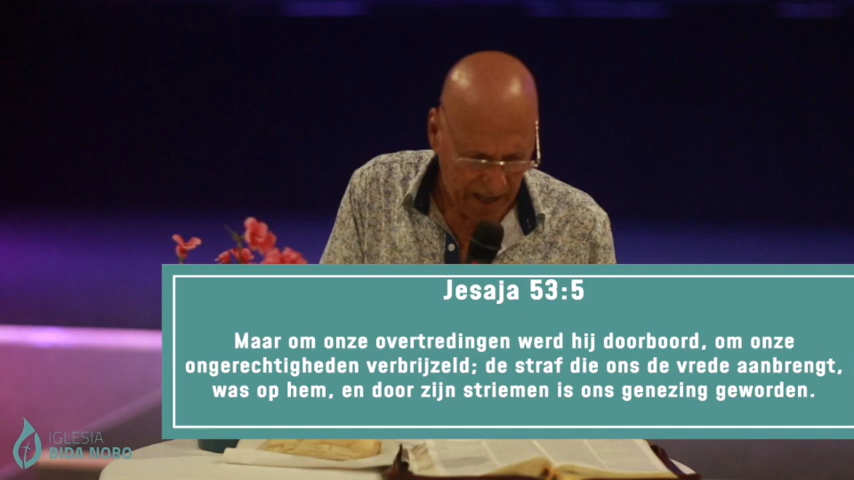 Jesaja 53:5
Maar om onze overtredingen werd hij doorboord, om onze
ongerechtigheden verbrijzeld; de straf die ons de vrede aanbrengt,
was op hem, en door zijn striemen is ons genezing geworden.
IGLESIA
BIDA NOBO